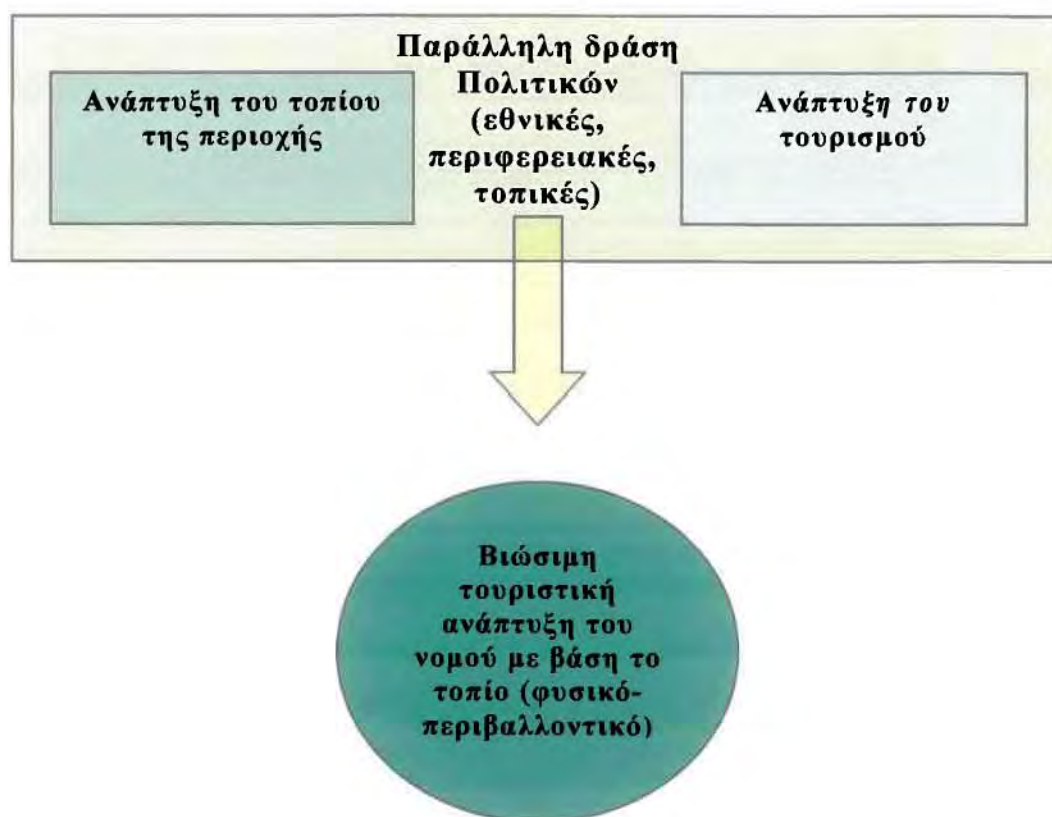 Παράλληλη δράση
Πολιτικών
(εθνικές,
περιφερειακές,
τοπικές)
Ανάπτυξη του τοπίου
της περιοχής
Ανάπτυξη του
τουρισμού
Βιώσιμη
τουριστική
ανάπτυξη του
νομού με βάση το
τοπίο (φυσικό-
περιβαλλοντικό)